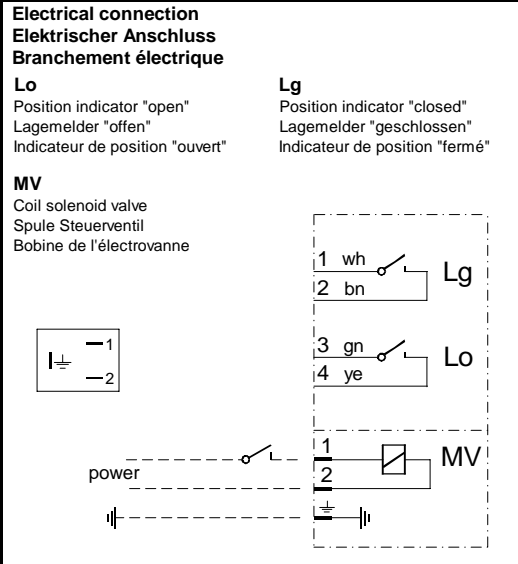 Electrical connection
Elektrischer Anschluss
Branchement électrique
Lo
Position indicator "open"
Lagemelder "offen"
Indicateur de position "ouvert"
Lg
Position indicator "closed"
Lagemelder "geschlossen"
Indicateur de position "fermé"
MV
Coil solenoid valve
Spule Steuerventil
Bobine de l'électrovanne
1 wh
2 bn
Lg
3 gn
4 ye
Lo
1
2
1
2
MV
power